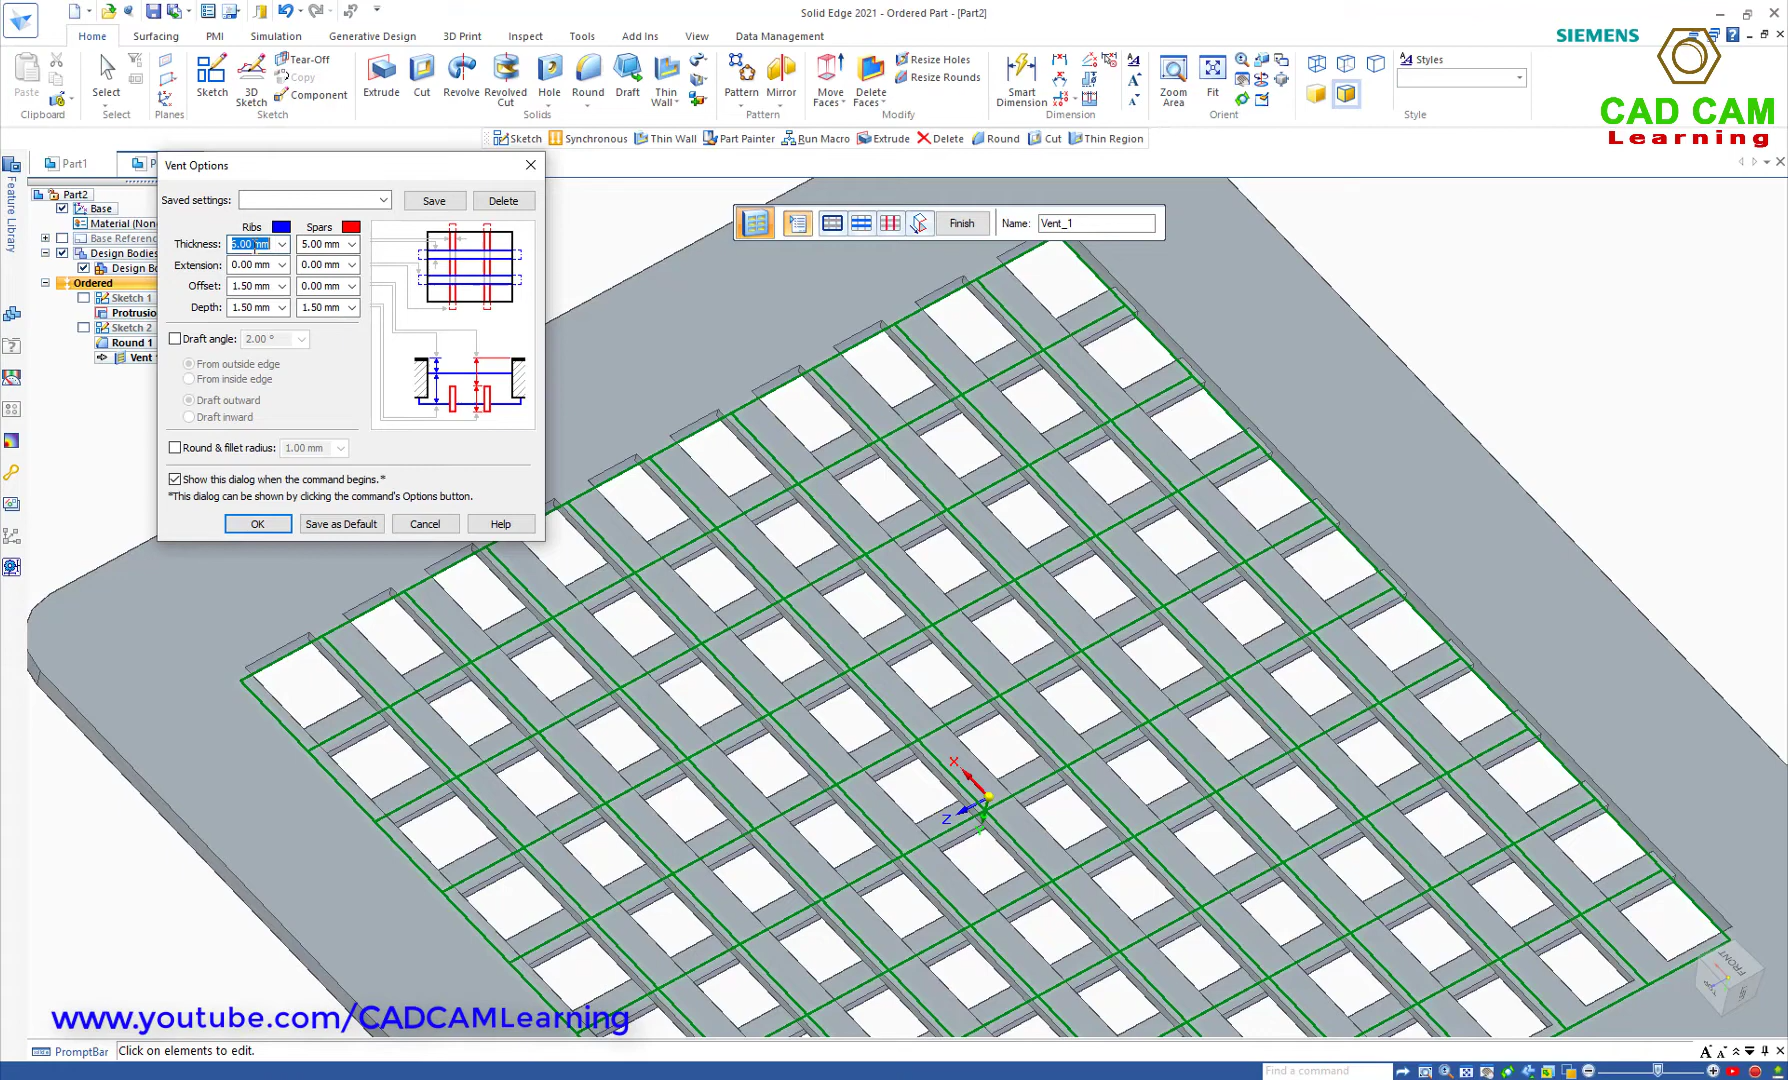 Solid Edge 2021 - Ordered Part - [Part2]
Home Surfacing PMI Simulation Generative Design 3D Print Inspect Tools Add Ins View Data Management
SIEMENS
CAD CAM
Learning
Paste
Clipboard
Select
Select
Planes
Sketch
3D Sketch
Tear-Off
Copy
Component
Sketch
Extrude Cut Revolve Revolved Cut Hole Round Draft Thin Wall
Solids
Pattern Mirror
Pattern
Move Faces Delete Faces
Resize Holes
Resize Rounds
Modify
Smart Dimension
Dimension
Zoom Area Fit
Orient
Styles
Style
Sketch Synchronous Thin Wall Part Painter Run Macro Extrude Delete Round Cut Thin Region
Part1
Feature Library
Part2
Base
Material (Non
Base Referenc
Design Bodies
Design Bo
Ordered
Sketch 1
Protrusio
Sketch 2
Round 1
Vent
Vent Options
Saved settings:
Save Delete
Ribs Spars
Thickness: 5.00 mm 5.00 mm
Extension: 0.00 mm 0.00 mm
Offset: 1.50 mm 0.00 mm
Depth: 1.50 mm 1.50 mm
Draft angle: 2.00 °
From outside edge
From inside edge
Draft outward
Draft inward
Round & fillet radius: 1.00 mm
Show this dialog when the command begins.*
*This dialog can be shown by clicking the command's Options button.
OK Save as Default Cancel Help
Finish Name: Vent_1
X
Z
FRONT
www.youtube.com/CADCAMLearning
PromptBar Click on elements to edit.
Find a command